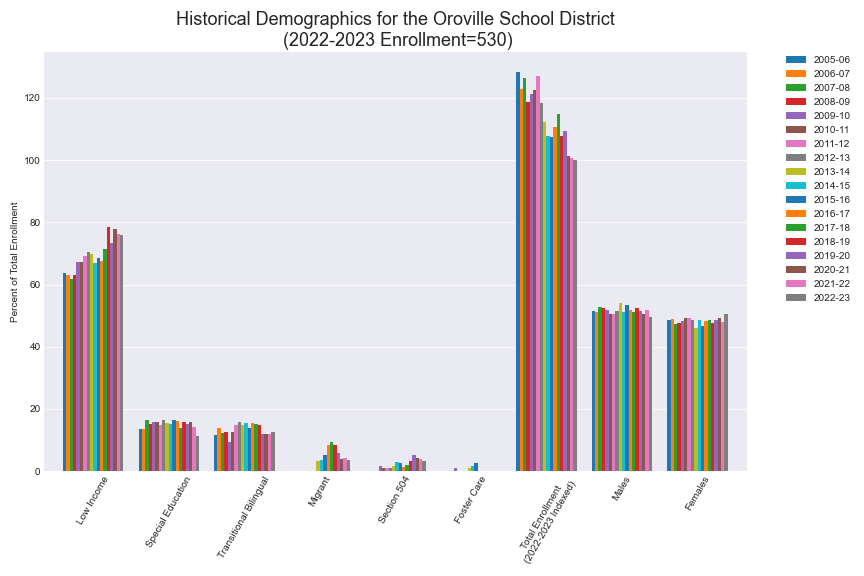 Historical Demographics for the Oroville School District
(2022-2023 Enrollment=530)
Percent of Total Enrollment
120
100
80
60
40
20
0
Low Income
Special Education
Transitional Bilingual
Migrant
Section 504
Foster Care
Total Enrollment
(2022-2023 Indexed)
Males
Females
2005-06
2006-07
2007-08
2008-09
2009-10
2010-11
2011-12
2012-13
2013-14
2014-15
2015-16
2016-17
2017-18
2018-19
2019-20
2020-21
2021-22
2022-23